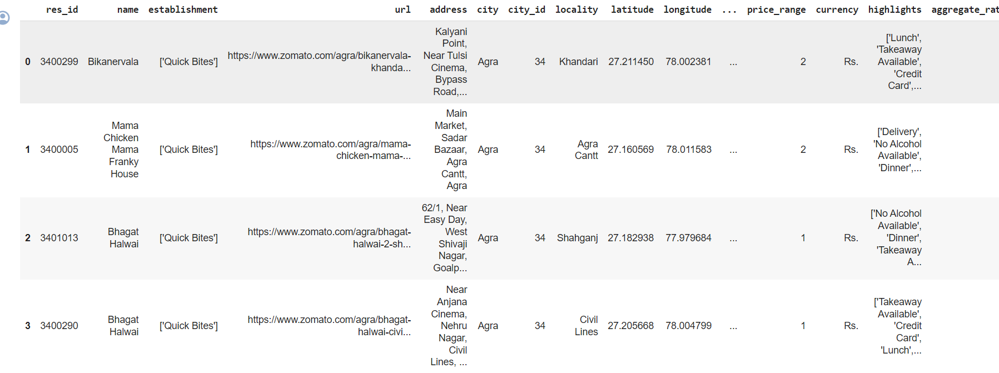 res_id name establishment url address city city_id locality latitude longitude ... price_range currency highlights aggregate_rat
Kalyani
Point,
Near Tulsi
Cinema,
Bypass
Road,...
['Lunch',
'Takeaway
Available',
'Credit
Card',...
0 3400299 Bikanervala ['Quick Bites'] https://www.zomato.com/agra/bikanervala-
khanda...
Agra 34 Khandari 27.211450 78.002381 ... 2 Rs.
Main
Market,
Sadar
Bazaar,
Agra
Cantt,
Agra
['Delivery',
'No Alcohol
Available',
'Dinner',...
1 3400005 Mama
Chicken
Mama
Franky
House
['Quick Bites'] https://www.zomato.com/agra/mama-
chicken-mama-...
Agra 34 Agra
Cantt
27.160569 78.011583 ... 2 Rs.
62/1, Near
Easy Day,
West
Shivaji
Nagar,
Goalp...
['No Alcohol
Available',
'Dinner',
'Takeaway
A...
2 3401013 Bhagat
Halwai
['Quick Bites'] https://www.zomato.com/agra/bhagat-
halwai-2-sh...
Agra 34 Shahganj 27.182938 77.979684 ... 1 Rs.
Near
Anjana
Cinema,
Nehru
Nagar,
Civil
Lines, ...
['Takeaway
Available',
'Credit
Card',
'Lunch',...
3 3400290 Bhagat
Halwai
['Quick Bites'] https://www.zomato.com/agra/bhagat-
halwai-civi...
Agra 34 Civil
Lines
27.205668 78.004799 ... 1 Rs.